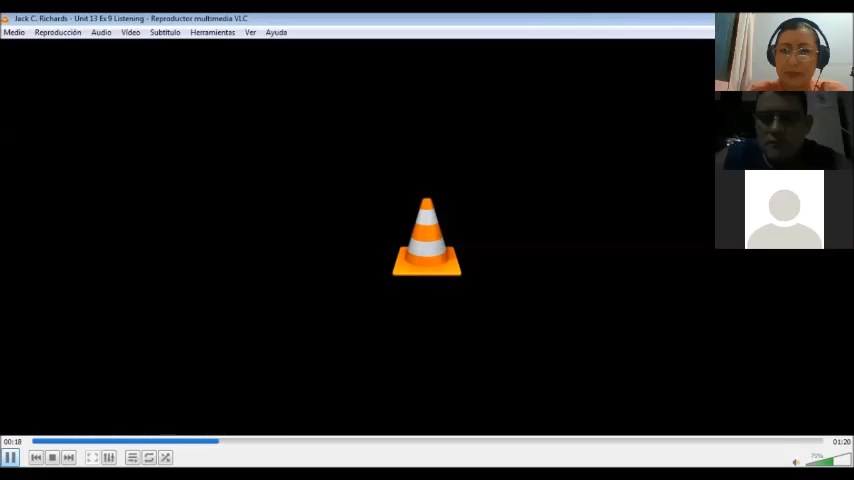 Jack C. Richards - Unit 13 Ex 9 Listening - Reproductor multimedia VLC
Medio Reproducción Audio Vídeo Subtítulo Herramientas Ver Ayuda
00:18 01:20